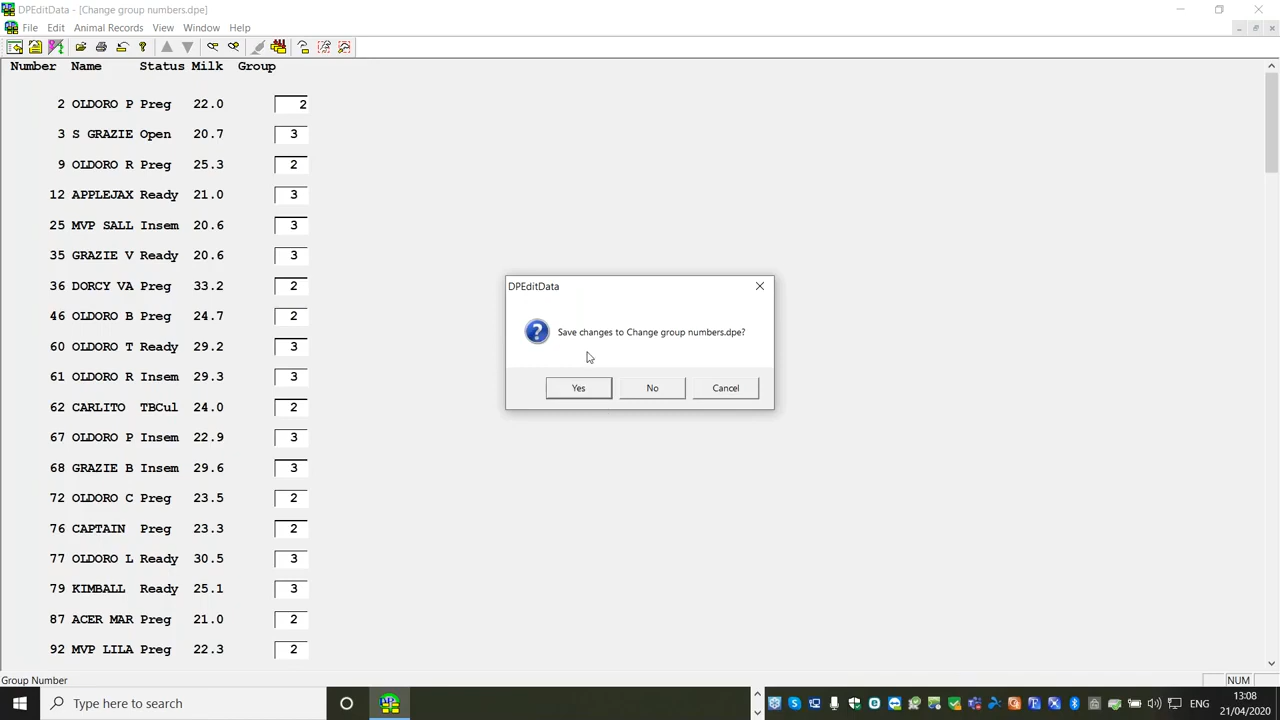 DPEditData - [Change group numbers.dpe]
File Edit Animal Records View Window Help
Number Name Status Milk Group
2 OLDORO P Preg 22.0 2
3 S GRAZIE Open 20.7 3
9 OLDORO R Preg 25.3 2
12 APPLEJAX Ready 21.0 3
25 MVP SALL Insem 20.6 3
35 GRAZIE V Ready 20.6 3
36 DORCY VA Preg 33.2 2
46 OLDORO B Preg 24.7 2
60 OLDORO T Ready 29.2 3
61 OLDORO R Insem 29.3 3
62 CARLITO TBCul 24.0 2
67 OLDORO P Insem 22.9 3
68 GRAZIE B Insem 29.6 3
72 OLDORO C Preg 23.5 2
76 CAPTAIN Preg 23.3 2
77 OLDORO L Ready 30.5 3
79 KIMBALL Ready 25.1 3
87 ACER MAR Preg 21.0 2
92 MVP LILA Preg 22.3 2
DPEditData
Save changes to Change group numbers.dpe?
Yes No Cancel
Group Number NUM
Type here to search
ENG
13:08
21/04/2020